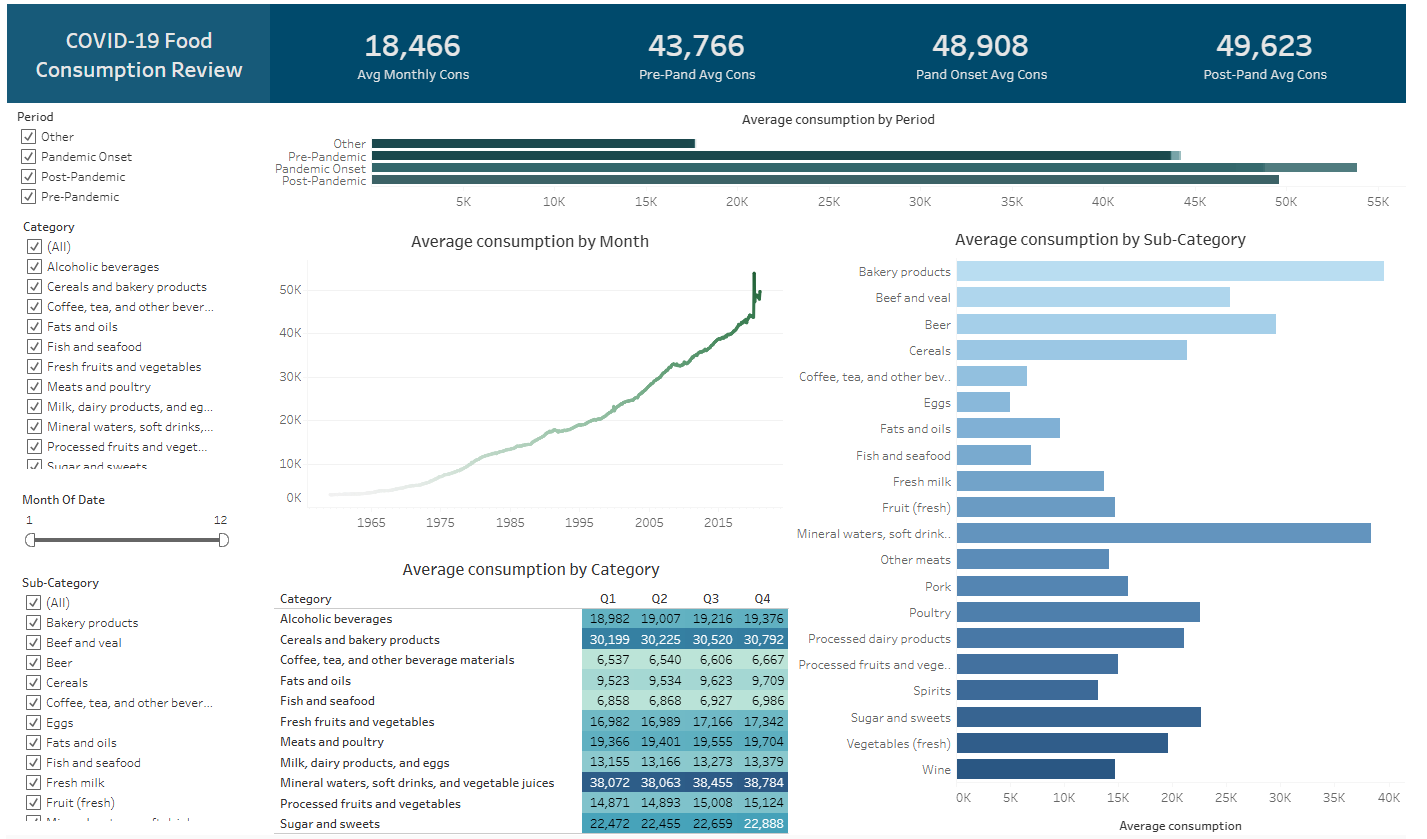 COVID-19 Food
Consumption Review
18,466
Avg Monthly Cons
43,766
Pre-Pand Avg Cons
48,908
Pand Onset Avg Cons
49,623
Post-Pand Avg Cons
Period
Other
Pandemic Onset
Post-Pandemic
Pre-Pandemic
Category
(All)
Alcoholic beverages
Cereals and bakery products
Coffee, tea, and other bever...
Fats and oils
Fish and seafood
Fresh fruits and vegetables
Meats and poultry
Milk, dairy products, and eg...
Mineral waters, soft drinks,...
Processed fruits and veget...
Sugar and sweets
Month Of Date
1 12
Sub-Category
(All)
Bakery products
Beef and veal
Beer
Cereals
Coffee, tea, and other bever...
Eggs
Fats and oils
Fish and seafood
Fresh milk
Fruit (fresh)
Average consumption by Period
Other
Pre-Pandemic
Pandemic Onset
Post-Pandemic
5K 10K 15K 20K 25K 30K 35K 40K 45K 50K 55K
Average consumption by Month
50K
40K
30K
20K
10K
0K
1965 1975 1985 1995 2005 2015
Average consumption by Category
Category Q1 Q2 Q3 Q4
Alcoholic beverages 18,982 19,007 19,216 19,376
Cereals and bakery products 30,199 30,225 30,520 30,792
Coffee, tea, and other beverage materials 6,537 6,540 6,606 6,667
Fats and oils 9,523 9,534 9,623 9,709
Fish and seafood 6,858 6,868 6,927 6,986
Fresh fruits and vegetables 16,982 16,989 17,166 17,342
Meats and poultry 19,366 19,401 19,555 19,704
Milk, dairy products, and eggs 13,155 13,166 13,273 13,379
Mineral waters, soft drinks, and vegetable juices 38,072 38,063 38,455 38,784
Processed fruits and vegetables 14,871 14,893 15,008 15,124
Sugar and sweets 22,472 22,455 22,659 22,888
Average consumption by Sub-Category
Bakery products
Beef and veal
Beer
Cereals
Coffee, tea, and other bev..
Eggs
Fats and oils
Fish and seafood
Fresh milk
Fruit (fresh)
Mineral waters, soft drink..
Other meats
Pork
Poultry
Processed dairy products
Processed fruits and vege..
Spirits
Sugar and sweets
Vegetables (fresh)
Wine
0K 5K 10K 15K 20K 25K 30K 35K 40K
Average consumption